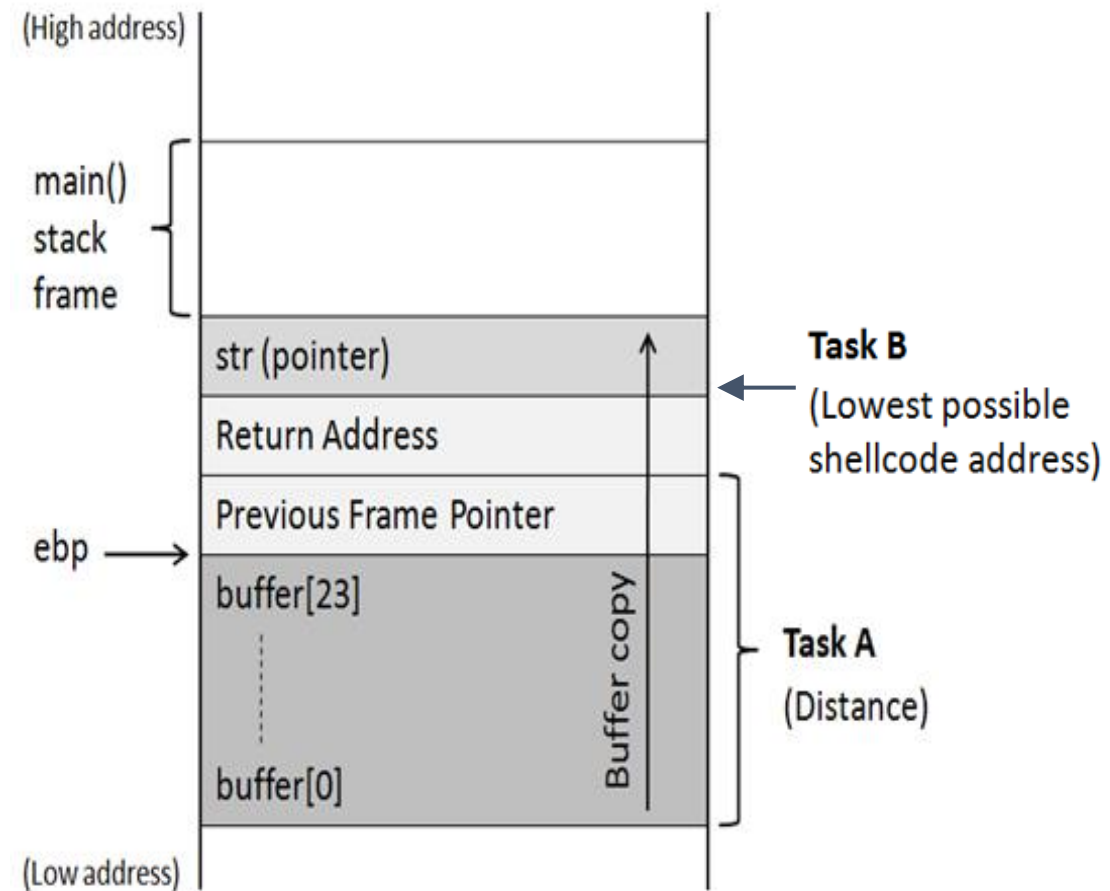 (High address)
main()
stack
frame
str (pointer)
Return Address
Previous Frame Pointer
ebp
buffer[23]
buffer[0]
Buffer copy
Task B
(Lowest possible
shellcode address)
Task A
(Distance)
(Low address)